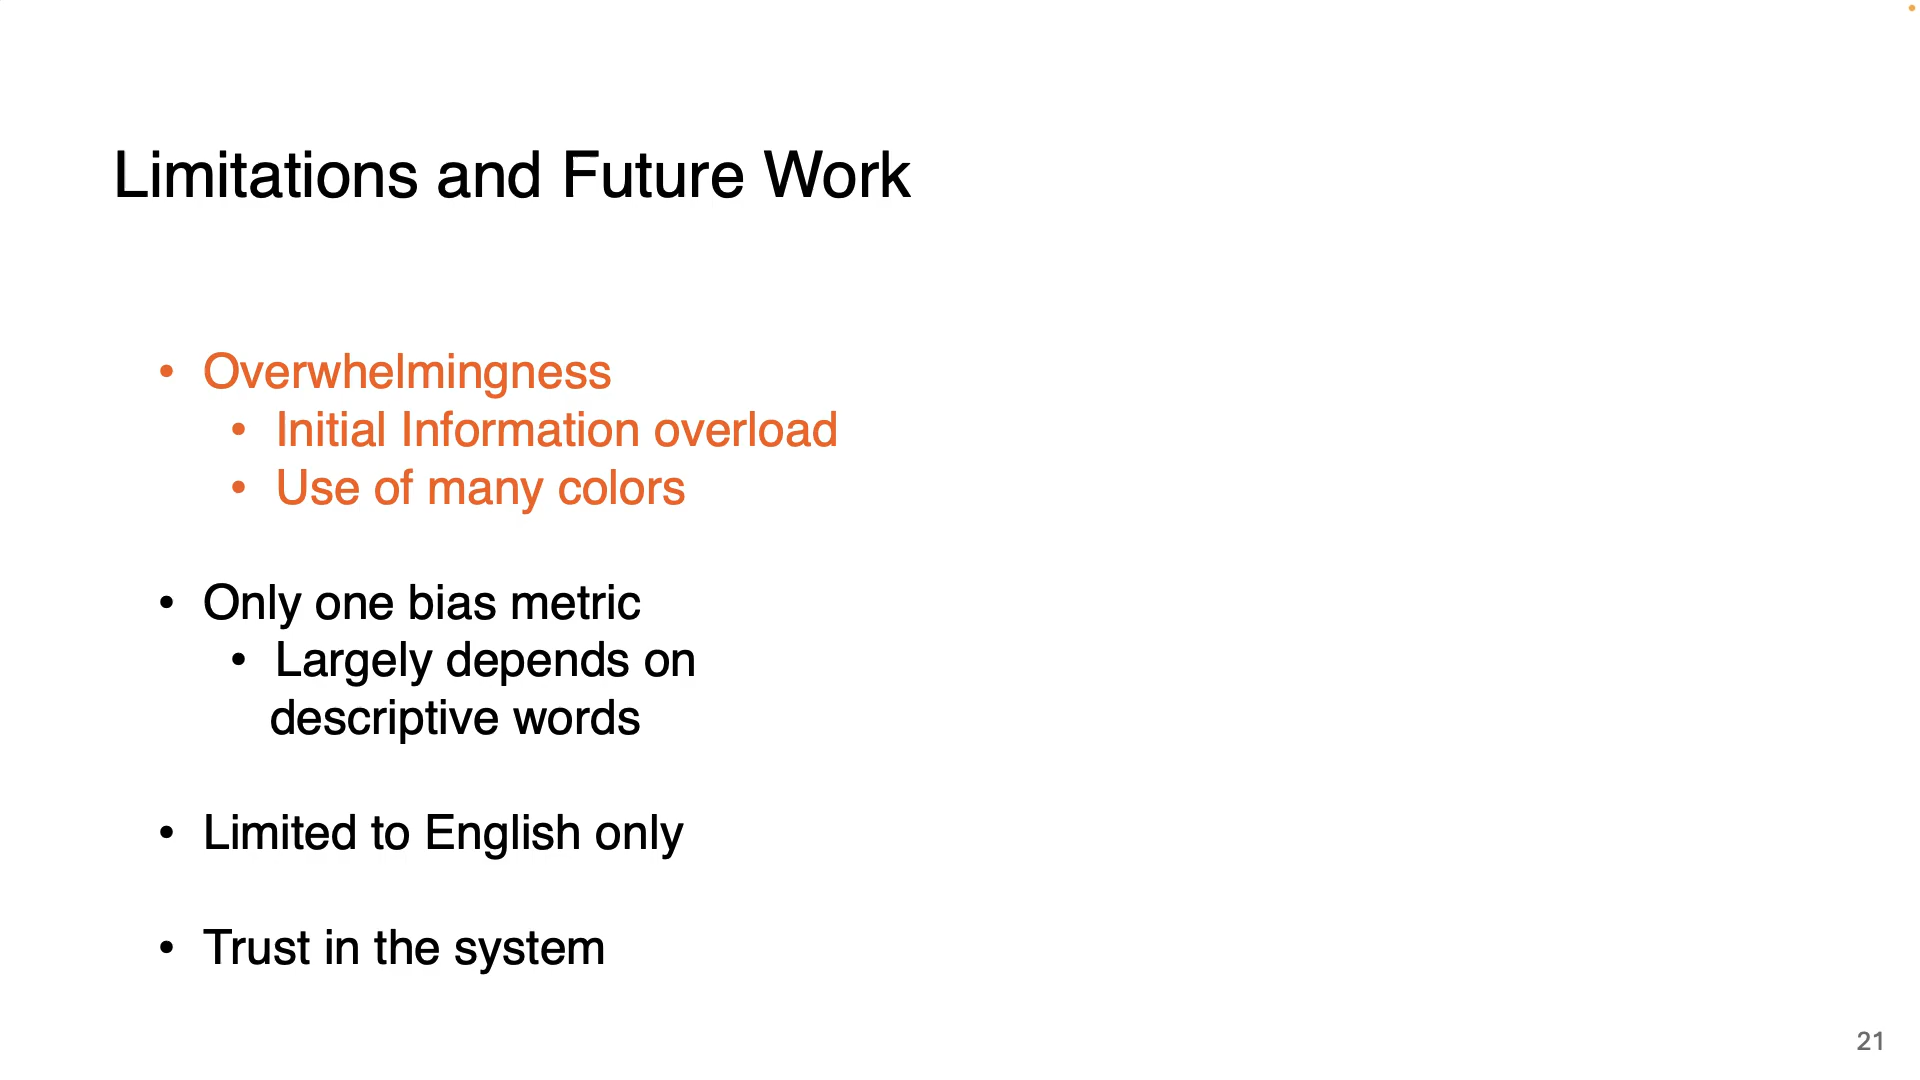 Limitations and Future Work
• Overwhelmingness
• Initial Information overload
• Use of many colors
• Only one bias metric
• Largely depends on
descriptive words
• Limited to English only
• Trust in the system
21